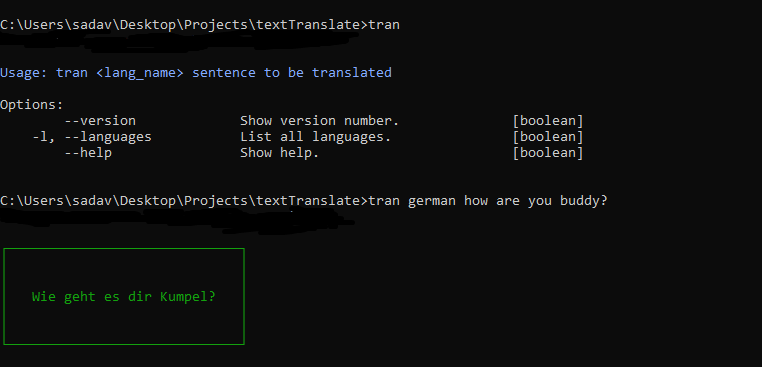 C:\Users\sadav\Desktop\Projects\textTranslate>tran
Usage: tran <lang_name> sentence to be translated
Options:
--version Show version number. [boolean]
-l, --languages List all languages. [boolean]
--help Show help. [boolean]
C:\Users\sadav\Desktop\Projects\textTranslate>tran german how are you buddy?
Wie geht es dir Kumpel?